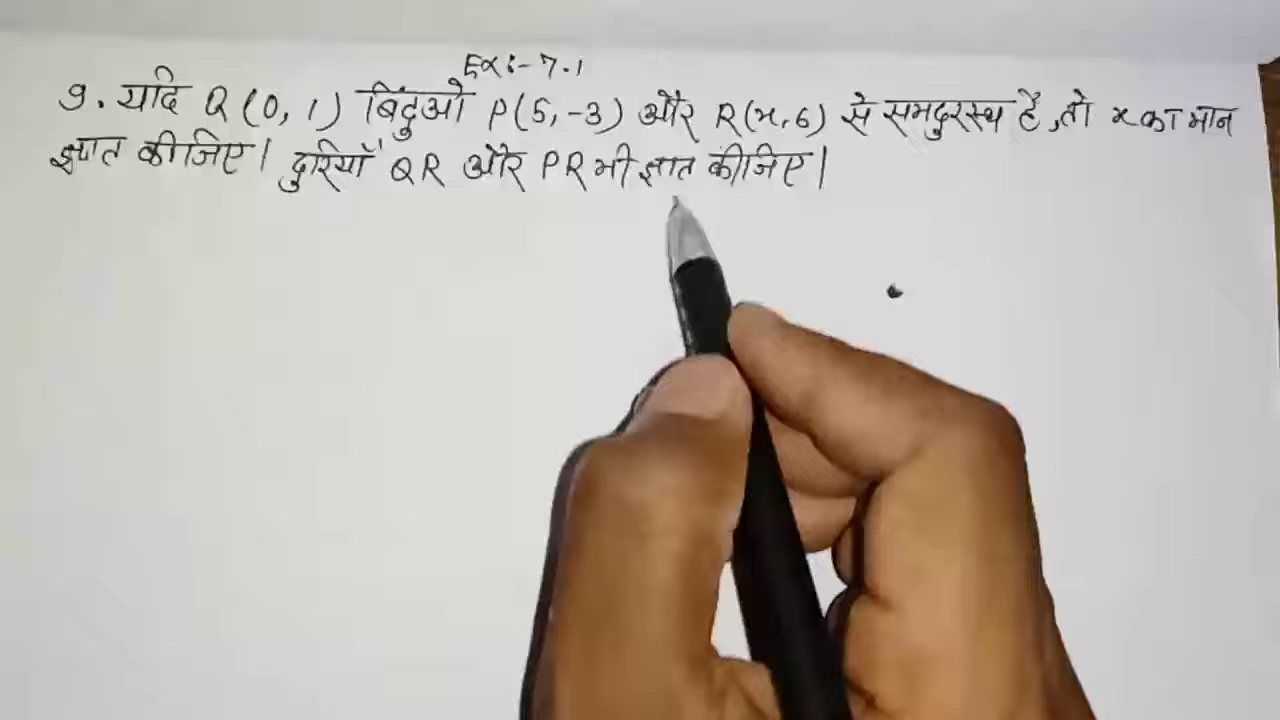 Ex:- 7.1
9. यदि Q (0, 1) बिंदुओ P(5, -3) और R(x, 6) से समदुरस्थ है, तो x का मान
ज्ञात कीजिए। दुरियाँ QR और PR भी ज्ञात कीजिए।